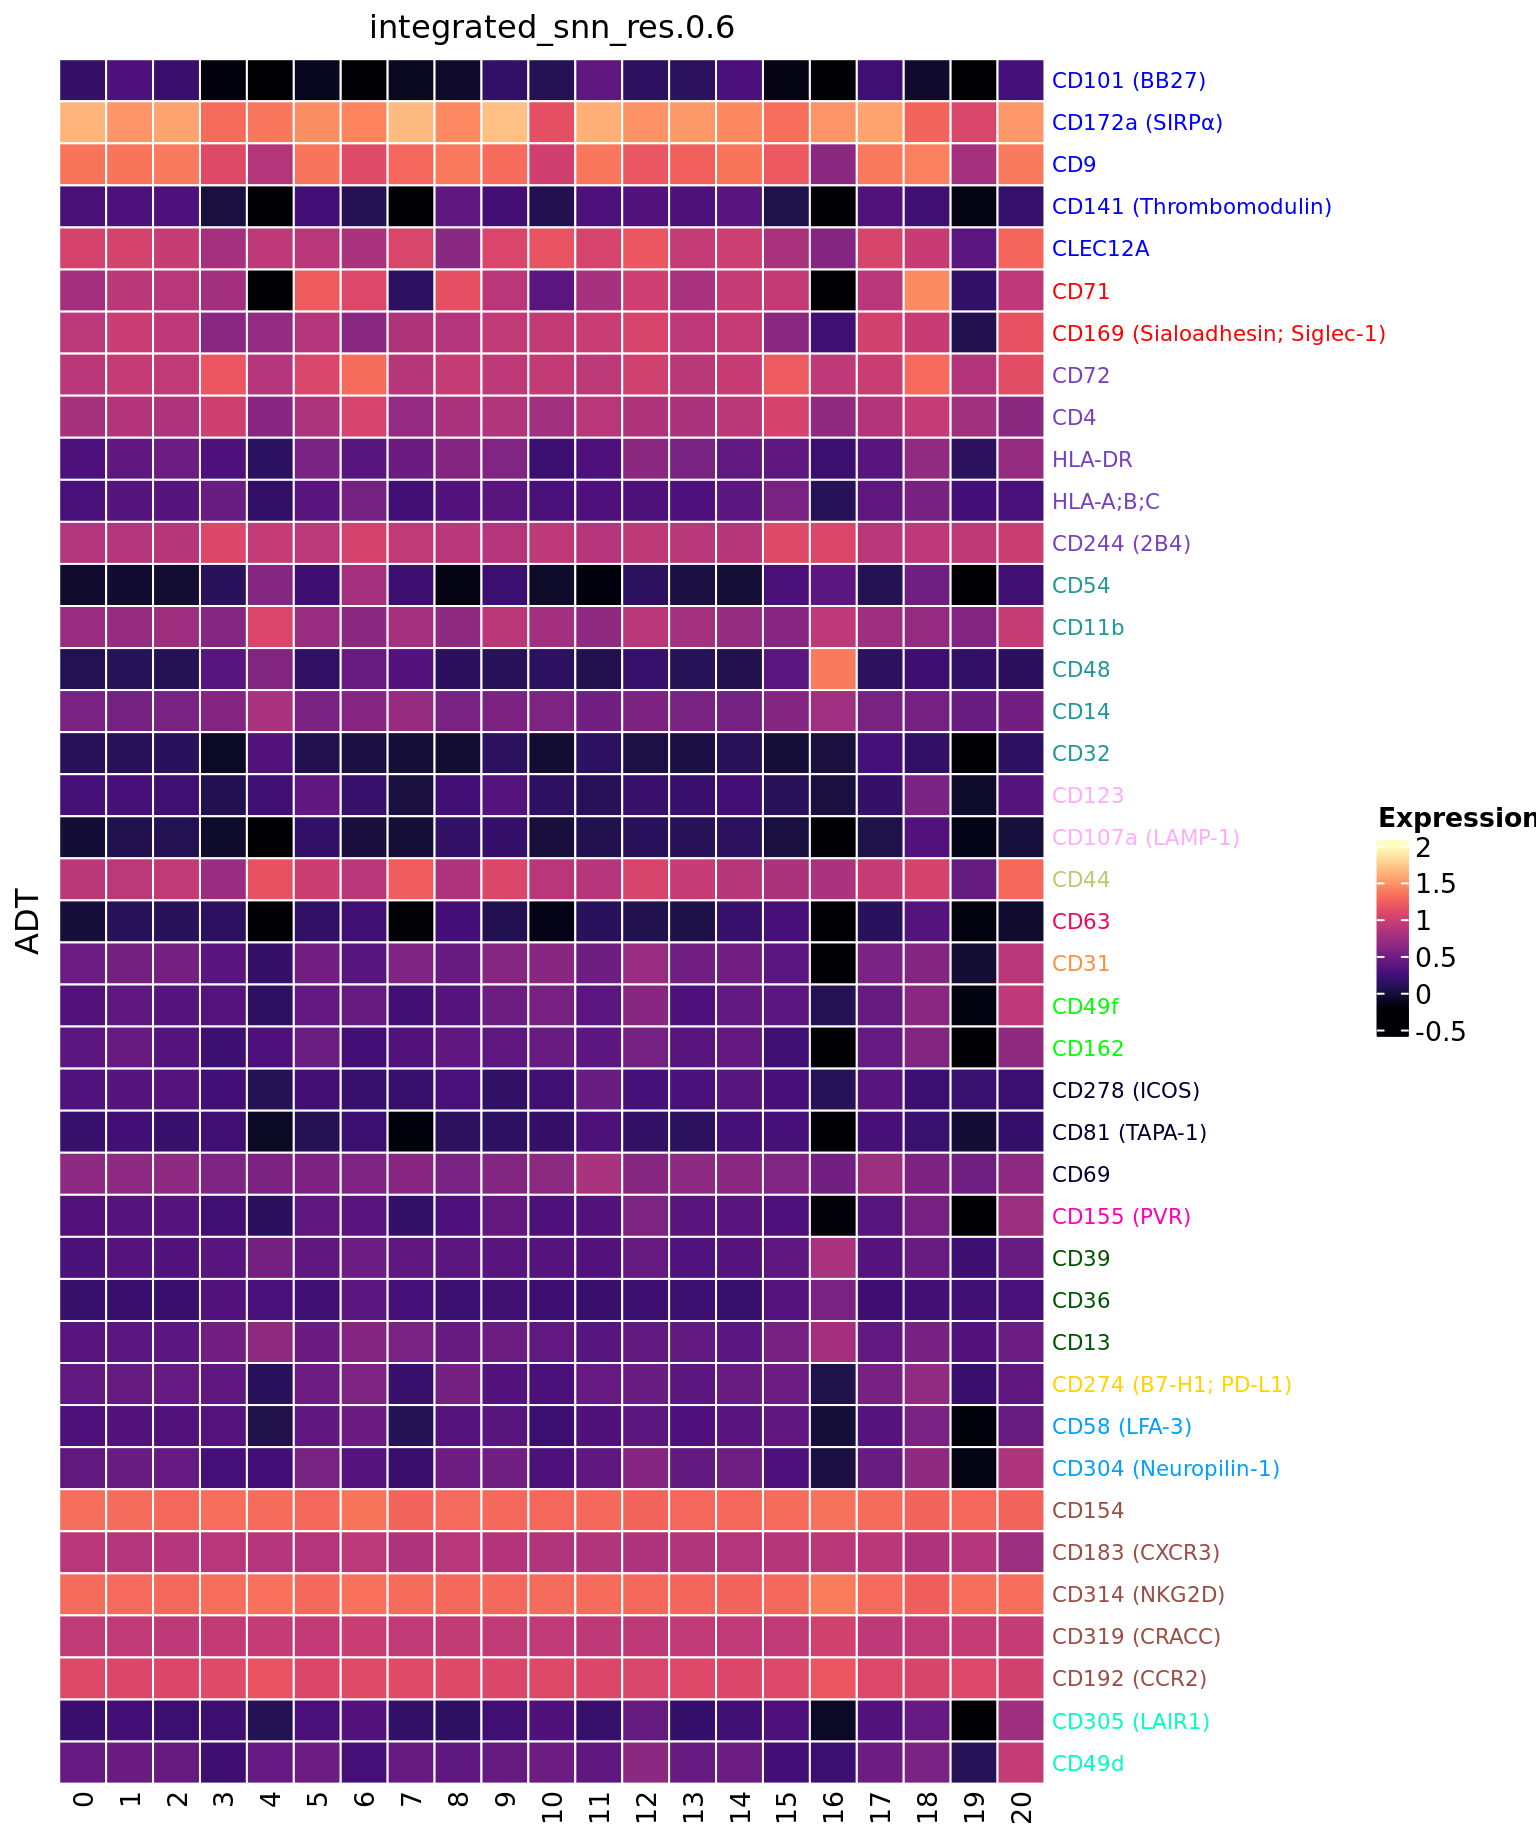 integrated_snn_res.0.6
CD101 (BB27)
CD172a (SIRPα)
CD9
CD141 (Thrombomodulin)
CLEC12A
CD71
CD169 (Sialoadhesin; Siglec-1)
CD72
CD4
HLA-DR
HLA-A;B;C
CD244 (2B4)
CD54
CD11b
CD48
CD14
CD32
CD123
CD107a (LAMP-1)
CD44
CD63
CD31
CD49f
CD162
CD278 (ICOS)
CD81 (TAPA-1)
CD69
CD155 (PVR)
CD39
CD36
CD13
CD274 (B7-H1; PD-L1)
CD58 (LFA-3)
CD304 (Neuropilin-1)
CD154
CD183 (CXCR3)
CD314 (NKG2D)
CD319 (CRACC)
CD192 (CCR2)
CD305 (LAIR1)
CD49d
ADT
0 1 2 3 4 5 6 7 8 9 10 11 12 13 14 15 16 17 18 19 20
Expression
2
1.5
1
0.5
0
-0.5